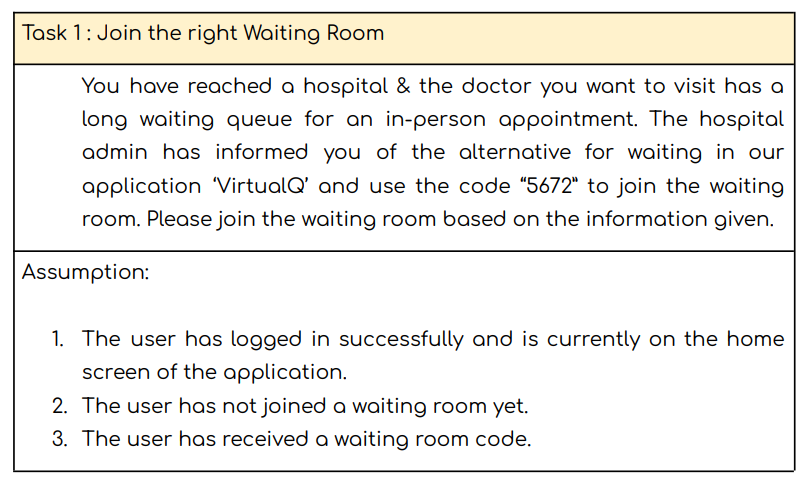 Task 1 : Join the right Waiting Room
You have reached a hospital & the doctor you want to visit has a
long waiting queue for an in-person appointment. The hospital
admin has informed you of the alternative for waiting in our
application ‘VirtualQ’ and use the code “5672” to join the waiting
room. Please join the waiting room based on the information given.
Assumption:
1. The user has logged in successfully and is currently on the home
screen of the application.
2. The user has not joined a waiting room yet.
3. The user has received a waiting room code.